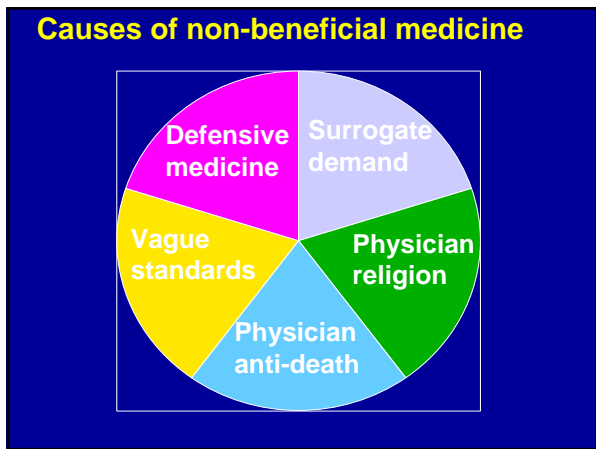 Causes of non-beneficial medicine
Defensive
medicine
Surrogate
demand
Vague
standards
Physician
religion
Physician
anti-death